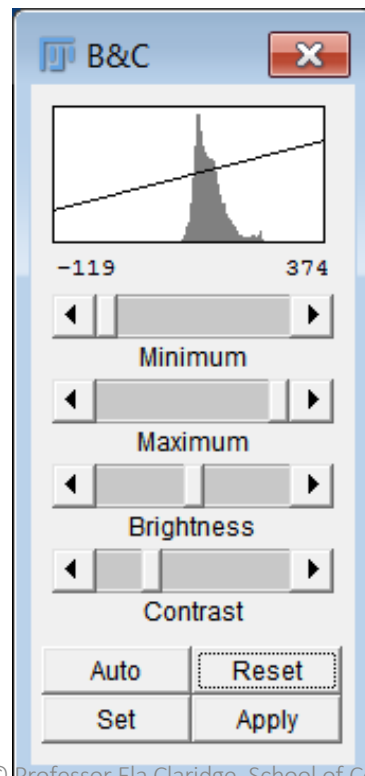 B&C
-119 374
Minimum
Maximum
Brightness
Contrast
Auto Reset
Set Apply
© Professor Ela Claridge, School of C